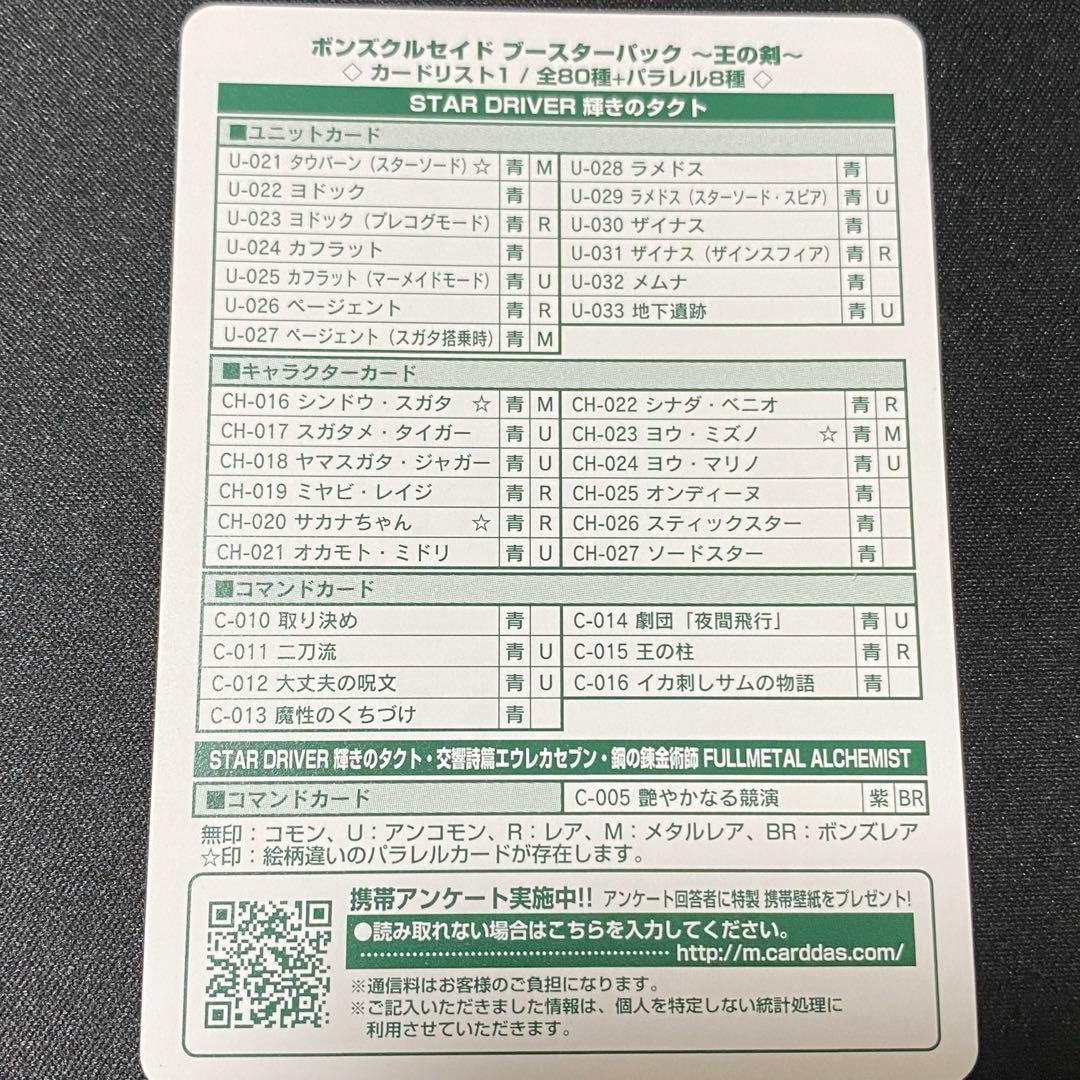 ボンズクルセイド ブースターパック 〜王の剣〜
◇ カードリスト1 / 全80種+パラレル8種 ◇
STAR DRIVER 輝きのタクト
■ユニットカード
U-021 タウバーン（スターソード）☆ 青 M
U-022 ヨドック 青
U-023 ヨドック（プレコグモード） 青 R
U-024 カフラット 青
U-025 カフラット（マーメイドモード） 青 U
U-026 ページェント 青 R
U-027 ページェント（スガタ搭乗時） 青 M
U-028 ラメドス 青
U-029 ラメドス（スターソード・スピア） 青 U
U-030 ザイナス 青
U-031 ザイナス（ザインスフィア） 青 R
U-032 メムナ 青
U-033 地下遺跡 青 U
■キャラクターカード
CH-016 シンドウ・スガタ ☆ 青 M
CH-017 スガタメ・タイガー 青 U
CH-018 ヤマスガタ・ジャガー 青 U
CH-019 ミヤビ・レイジ 青 R
CH-020 サカナちゃん ☆ 青 R
CH-021 オカモト・ミドリ 青 U
CH-022 シナダ・ベニオ 青 R
CH-023 ヨウ・ミズノ ☆ 青 M
CH-024 ヨウ・マリノ 青 U
CH-025 オンディーヌ 青
CH-026 スティックスター 青
CH-027 ソードスター 青
■コマンドカード
C-010 取り決め 青
C-011 二刀流 青 U
C-012 大丈夫の呪文 青 U
C-013 魔性のくちづけ 青
C-014 劇団「夜間飛行」 青 U
C-015 王の柱 青 R
C-016 イカ刺しサムの物語 青
STAR DRIVER 輝きのタクト・交響詩篇エウレカセブン・鋼の錬金術師 FULLMETAL ALCHEMIST
■コマンドカード
C-005 艶やかなる競演 紫 BR
無印：コモン、U：アンコモン、R：レア、M：メタルレア、BR：ボンズレア
☆印：絵柄違いのパラレルカードが存在します。
携帯アンケート実施中!! アンケート回答者に特製 携帯壁紙をプレゼント!
●読み取れない場合はこちらを入力してください。
http://m.carddas.com/
※通信料はお客様のご負担になります。
※ご記入いただきました情報は、個人を特定しない統計処理に
利用させていただきます。